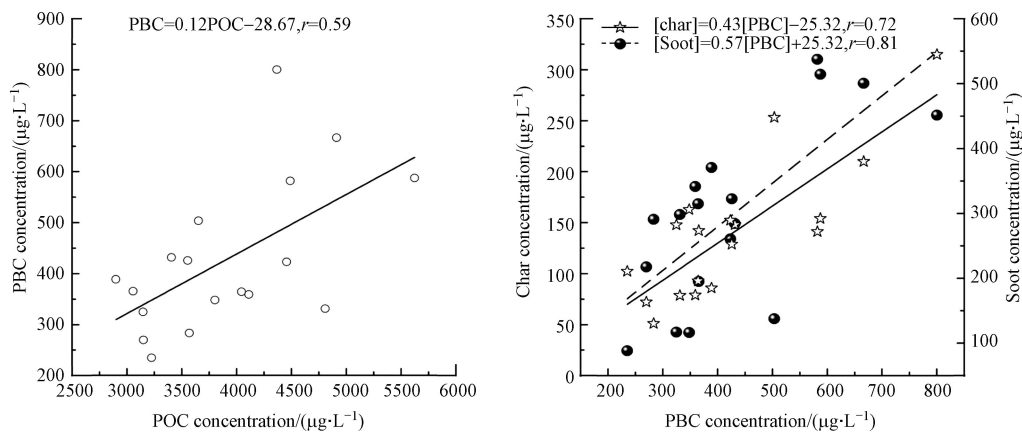 PBC=0.12POC−28.67,r=0.59
900
800
700
600
500
400
300
200
PBC concentration/(μg·L⁻¹)
2500 3000 3500 4000 4500 5000 5500 6000
POC concentration/(μg·L⁻¹)
[char]=0.43[PBC]−25.32,r=0.72
[Soot]=0.57[PBC]+25.32,r=0.81
350
300
250
200
150
100
50
0
Char concentration/(μg·L⁻¹)
200 300 400 500 600 700 800
PBC concentration/(μg·L⁻¹)
600
500
400
300
200
100
Soot concentration/(μg·L⁻¹)